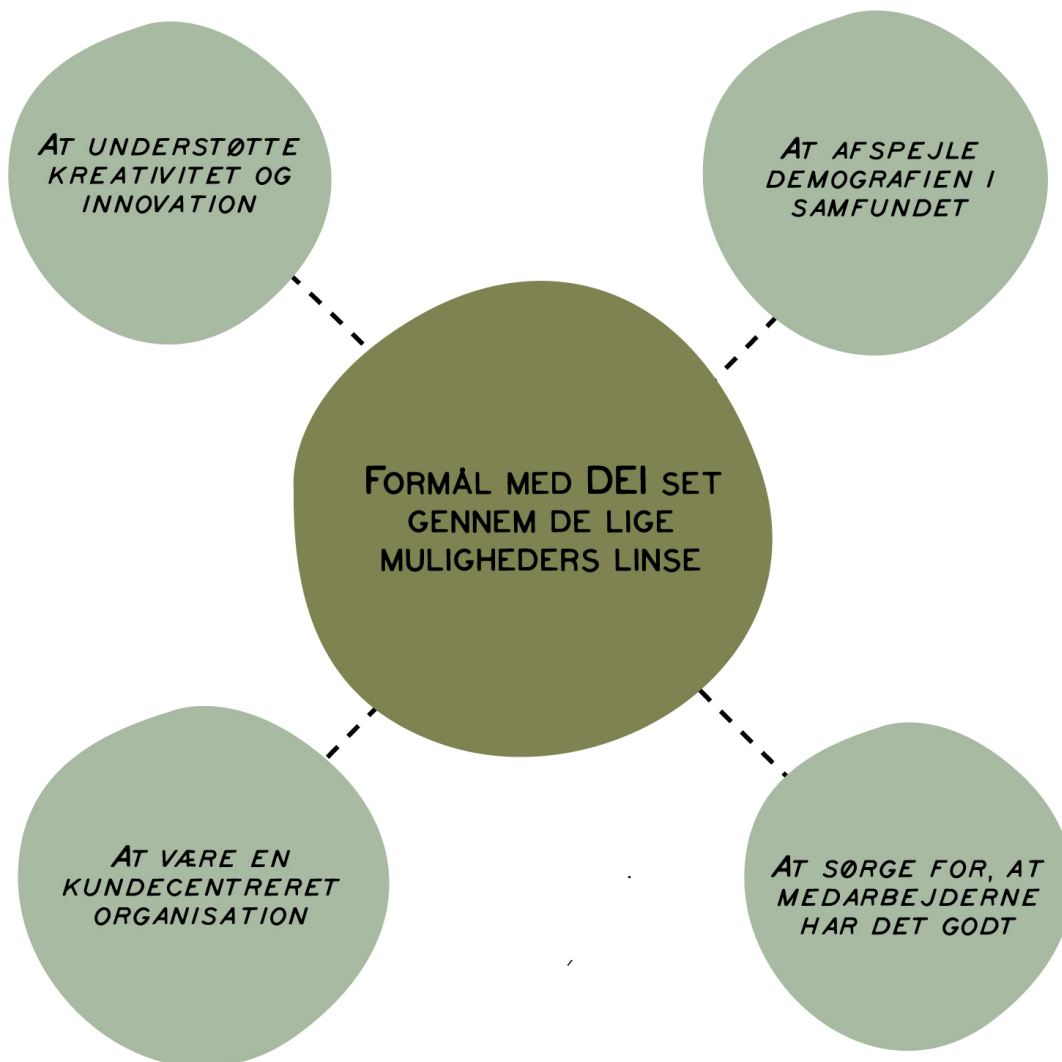 At understøtte
kreativitet og
innovation
At afspejle
demografien i
samfundet
Formål med DEI set
gennem de lige
muligheders linse
At være en
kundecentreret
organisation
At sørge for, at
medarbejderne
har det godt